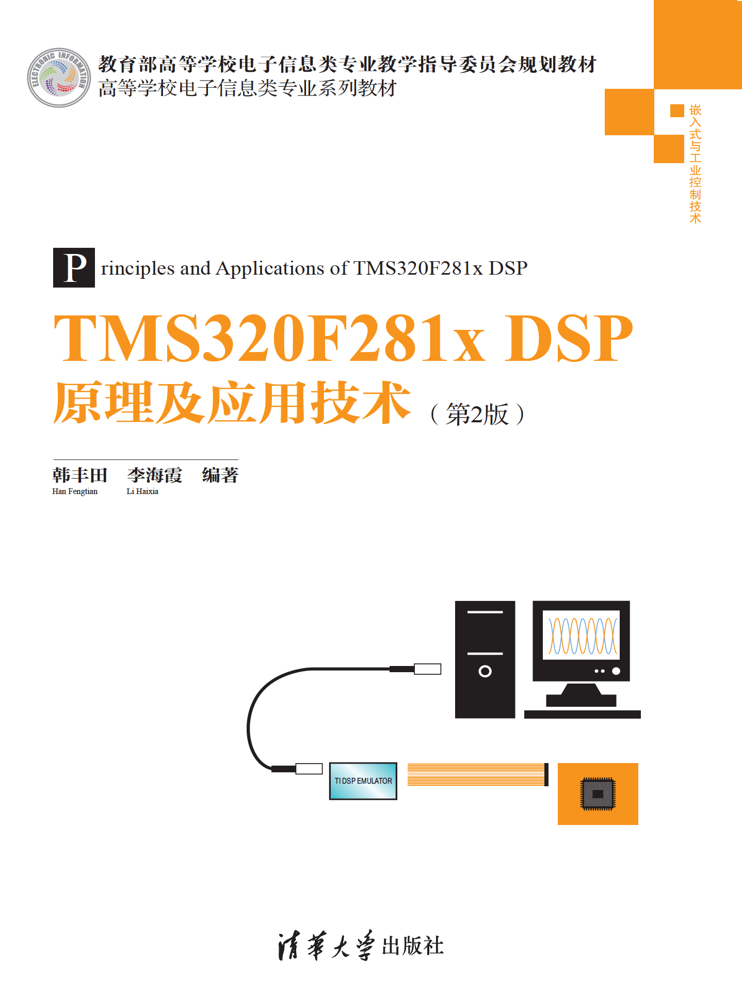 ELECTRONIC INFORMATION
教育部高等学校电子信息类专业教学指导委员会规划教材
高等学校电子信息类专业系列教材
嵌入式与工业控制技术
Principles and Applications of TMS320F281x DSP
TMS320F281x DSP
原理及应用技术（第2版）
韩丰田 李海霞 编著
Han Fengtian Li Haixia
TI DSP EMULATOR
清华大学出版社